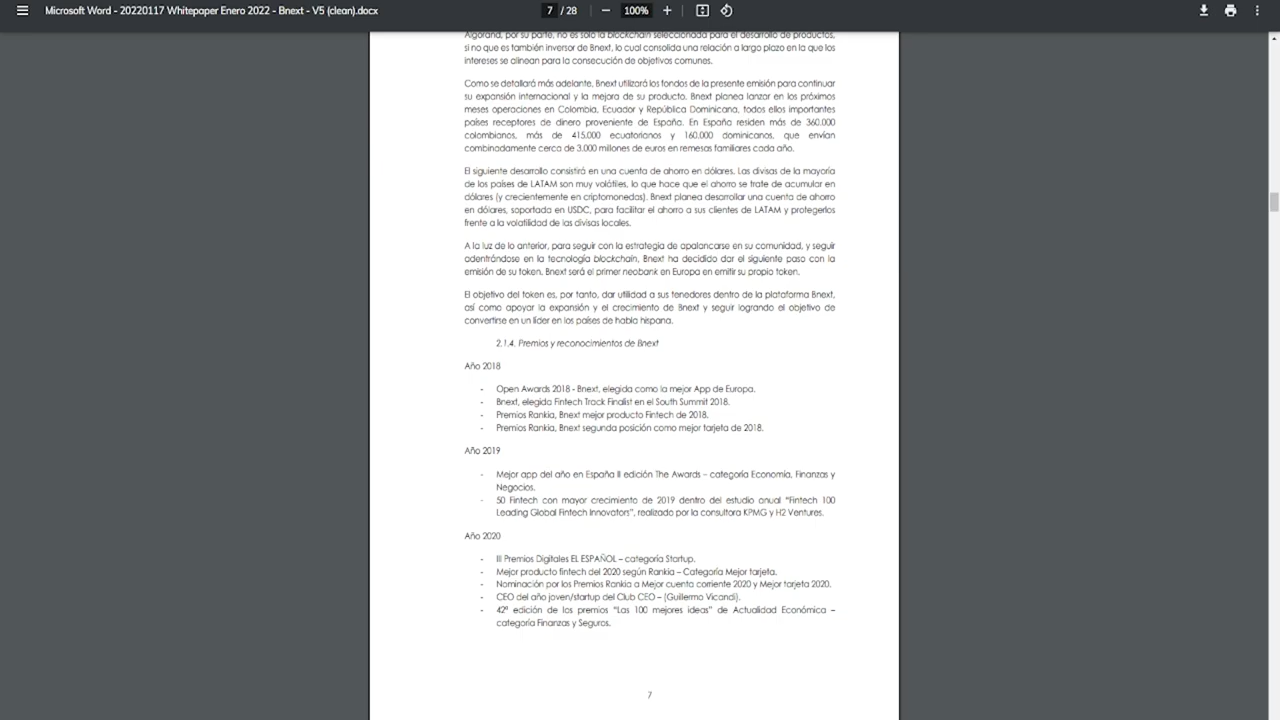 Microsoft Word - 20220117 Whitepaper Enero 2022 - Bnext - V5 (clean).docx
7 / 28
100%
Algorand, por su parte, no es solo la blockchain seleccionada para el desarrollo de productos,
si no que es también inversor de Bnext, lo cual consolida una relación a largo plazo en la que los
intereses se alinean para la consecución de objetivos comunes.
Como se detallará más adelante, Bnext utilizará los fondos de la presente emisión para continuar
su expansión internacional y la mejora de su producto. Bnext planea lanzar en los próximos
meses operaciones en Colombia, Ecuador y República Dominicana, todos ellos importantes
países receptores de dinero proveniente de España. En España residen más de 360.000
colombianos, más de 415.000 ecuatorianos y 160.000 dominicanos, que envían
combinadamente cerca de 3.000 millones de euros en remesas familiares cada año.
El siguiente desarrollo consistirá en una cuenta de ahorro en dólares. Las divisas de la mayoría
de los países de LATAM son muy volátiles, lo que hace que el ahorro se trate de acumular en
dólares (y crecientemente en criptomonedas). Bnext planea desarrollar una cuenta de ahorro
en dólares, soportada en USDC, para facilitar el ahorro a sus clientes de LATAM y protegerlos
frente a la volatilidad de las divisas locales.
A la luz de lo anterior, para seguir con la estrategia de apalancarse en su comunidad, y seguir
adentrándose en la tecnología blockchain, Bnext ha decidido dar el siguiente paso con la
emisión de su token. Bnext será el primer neobank en Europa en emitir su propio token.
El objetivo del token es, por tanto, dar utilidad a sus tenedores dentro de la plataforma Bnext,
así como apoyar la expansión y el crecimiento de Bnext y seguir logrando el objetivo de
convertirse en un líder en los países de habla hispana.
2.1.4. Premios y reconocimientos de Bnext
Año 2018
- Open Awards 2018 - Bnext, elegida como la mejor App de Europa.
- Bnext, elegida Fintech Track Finalist en el South Summit 2018.
- Premios Rankia, Bnext mejor producto Fintech de 2018.
- Premios Rankia, Bnext segunda posición como mejor tarjeta de 2018.
Año 2019
- Mejor app del año en España II edición The Awards – categoría Economía, Finanzas y
Negocios.
- 50 Fintech con mayor crecimiento de 2019 dentro del estudio anual “Fintech 100
Leading Global Fintech Innovators”, realizado por la consultora KPMG y H2 Ventures.
Año 2020
- III Premios Digitales EL ESPAÑOL – categoría Startup.
- Mejor producto fintech del 2020 según Rankia – Categoría Mejor tarjeta.
- Nominación por los Premios Rankia a Mejor cuenta corriente 2020 y Mejor tarjeta 2020.
- CEO del año joven/startup del Club CEO – (Guillermo Vicandi).
- 42ª edición de los premios “Las 100 mejores ideas” de Actualidad Económica –
categoría Finanzas y Seguros.
7